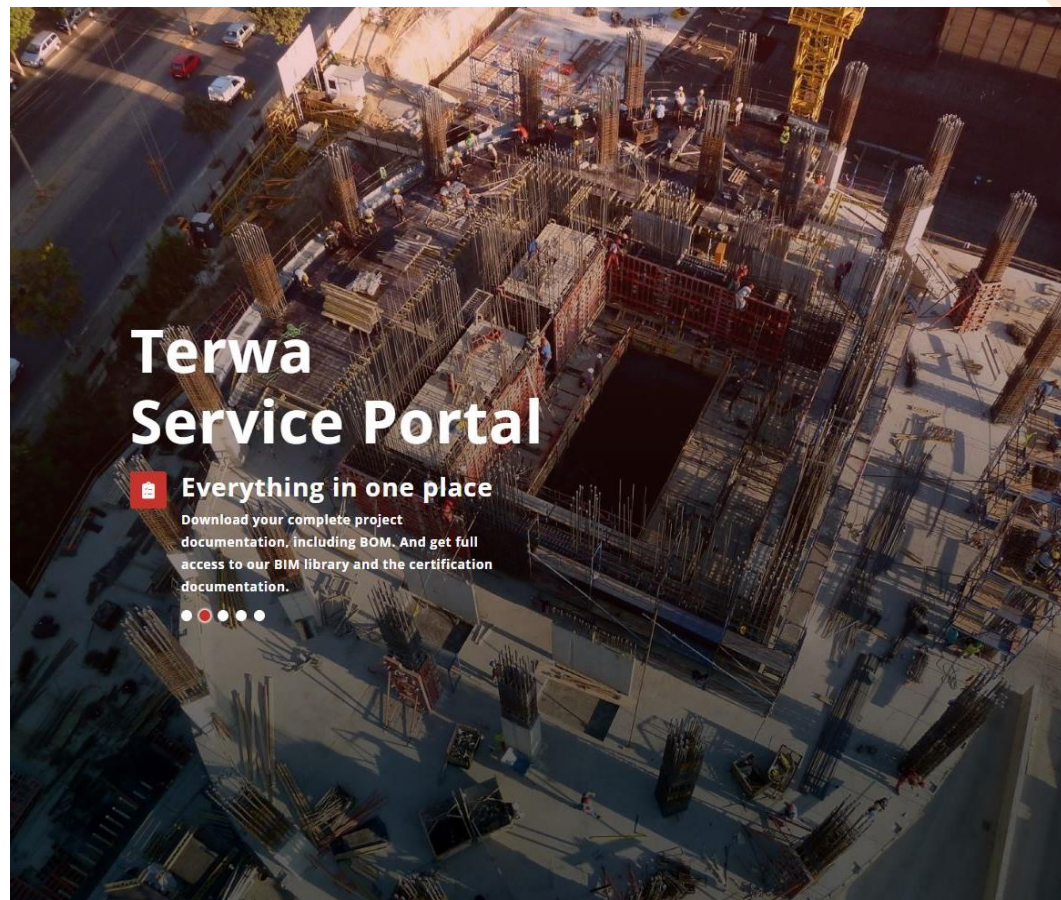 Terwa
Service Portal
Everything in one place
Download your complete project
documentation, including BOM. And get full
access to our BIM library and the certification
documentation.